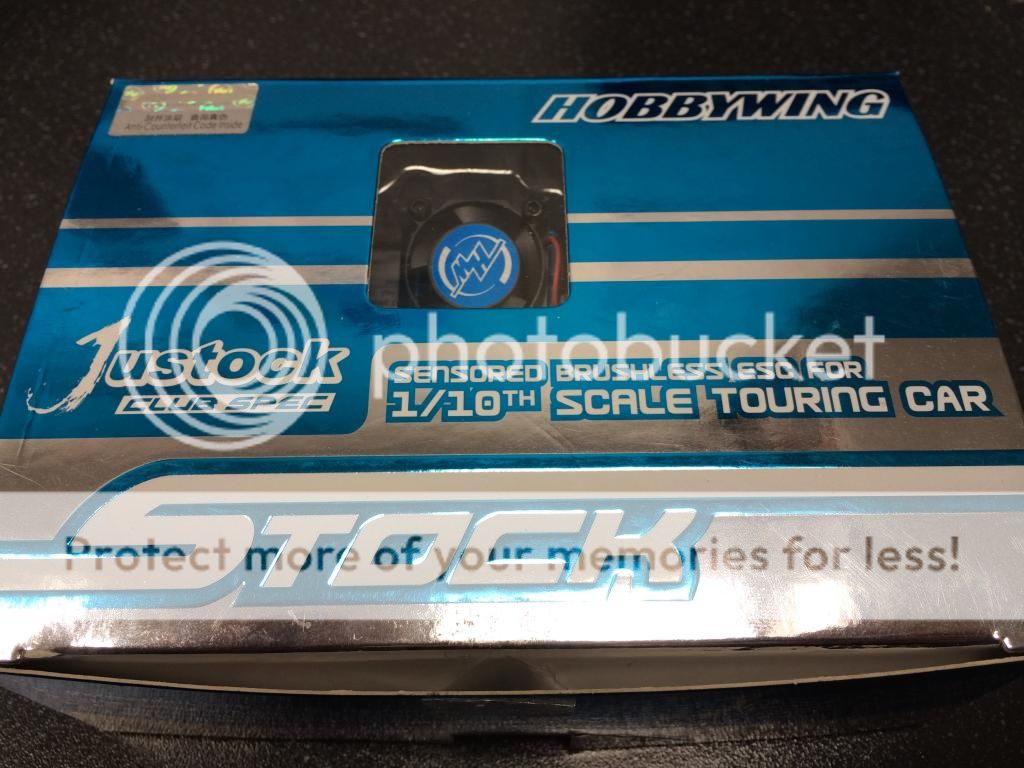 HOBBYWING
Anti-Counterfeit Code Inside
Justock
CLUB SPEC
SENSORED BRUSHLESS ESC FOR
1/10TH SCALE TOURING CAR
STOCK
photobucket
Protect more of your memories for less!